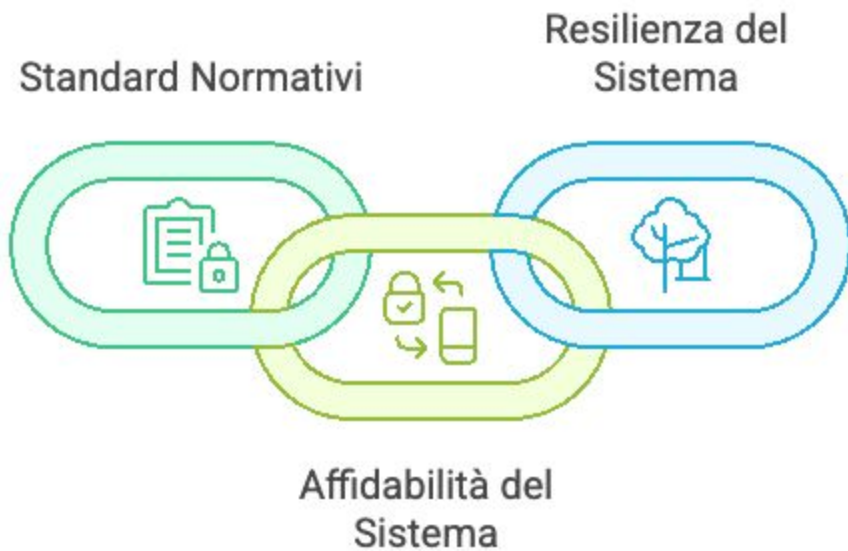 Standard Normativi
Resilienza del
Sistema
Affidabilità del
Sistema